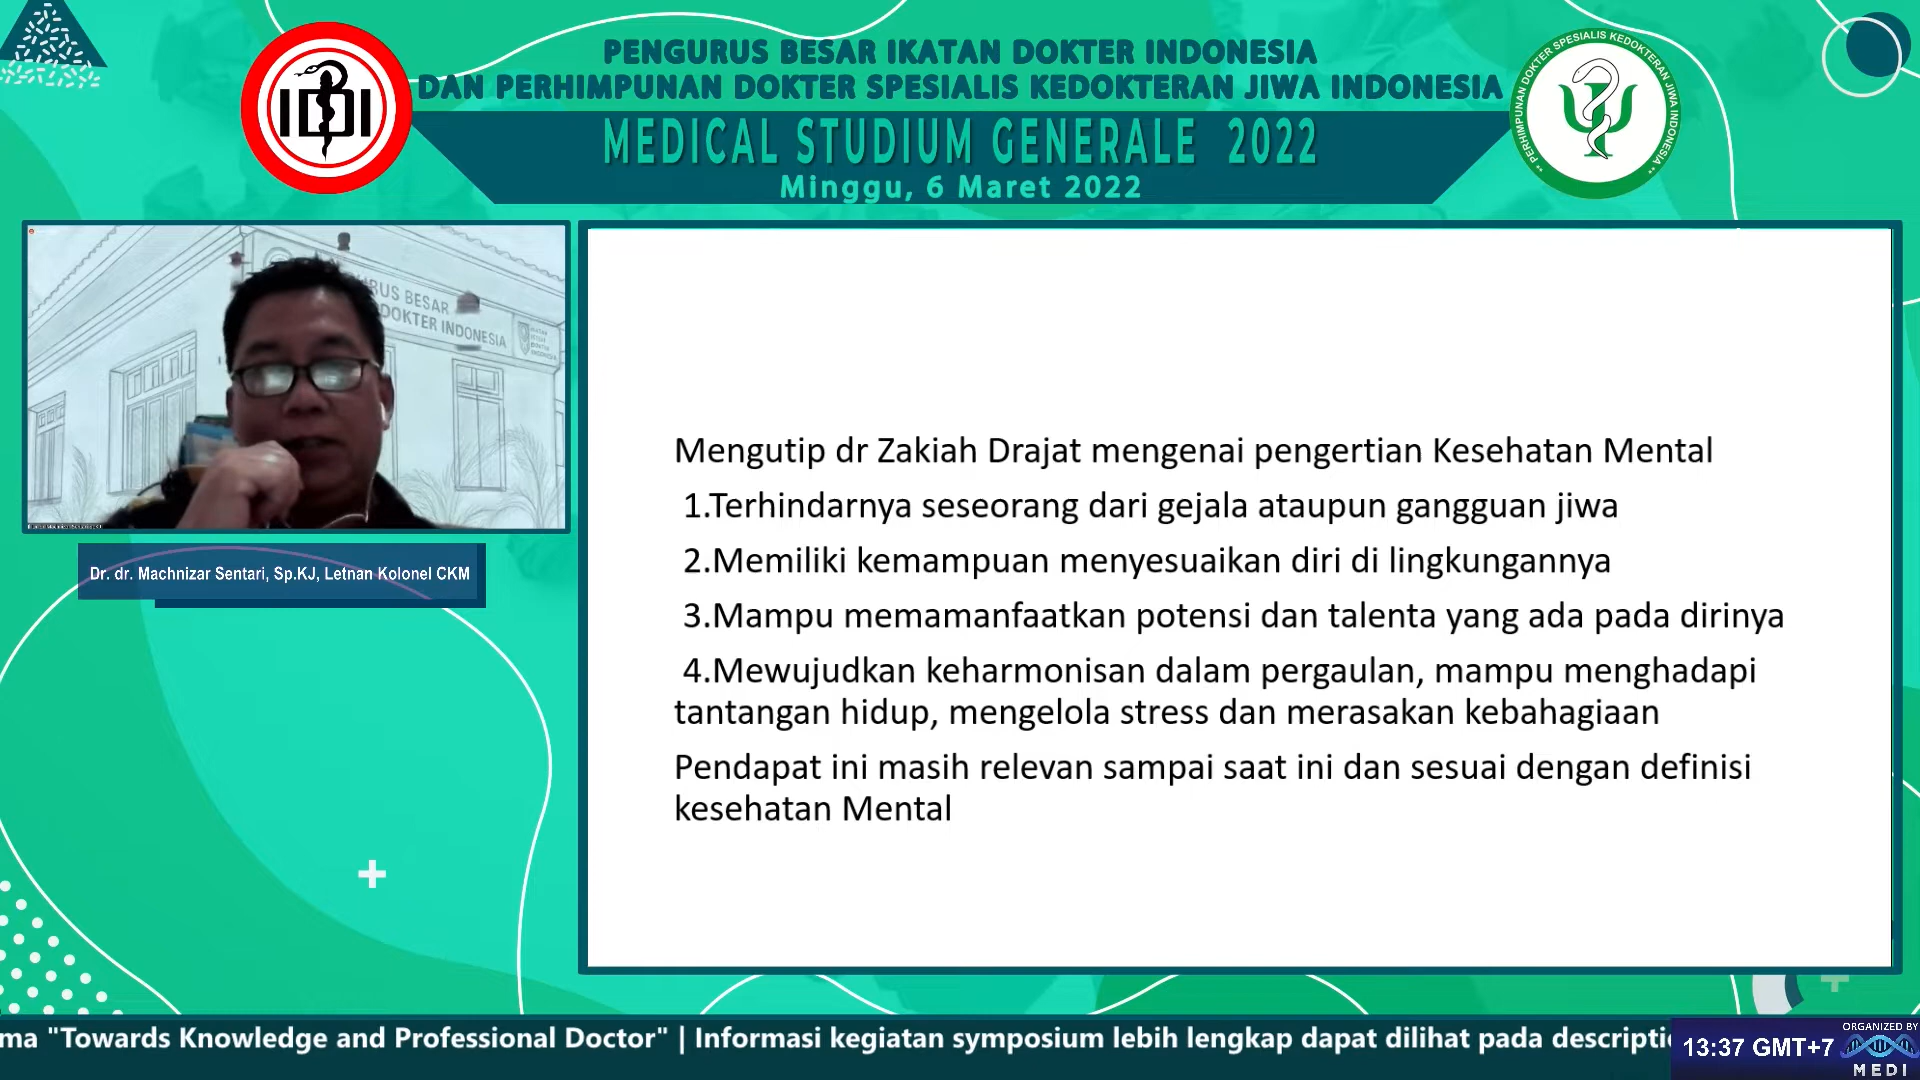 PENGURUS BESAR IKATAN DOKTER INDONESIA
DAN PERHIMPUNAN DOKTER SPESIALIS KEDOKTERAN JIWA INDONESIA
MEDICAL STUDIUM GENERALE 2022
Minggu, 6 Maret 2022
IDI
PERHIMPUNAN DOKTER SPESIALIS KEDOKTERAN JIWA INDONESIA
RUS BESAR
DOKTER INDONESIA
Dr. dr. Machnizar Sentari, Sp.KJ, Letnan Kolonel CKM
Mengutip dr Zakiah Drajat mengenai pengertian Kesehatan Mental
1.Terhindarnya seseorang dari gejala ataupun gangguan jiwa
2.Memiliki kemampuan menyesuaikan diri di lingkungannya
3.Mampu memamanfaatkan potensi dan talenta yang ada pada dirinya
4.Mewujudkan keharmonisan dalam pergaulan, mampu menghadapi
tantangan hidup, mengelola stress dan merasakan kebahagiaan
Pendapat ini masih relevan sampai saat ini dan sesuai dengan definisi
kesehatan Mental
ma "Towards Knowledge and Professional Doctor" | Informasi kegiatan symposium lebih lengkap dapat dilihat pada descripti
13:37 GMT+7
ORGANIZED BY
MEDI